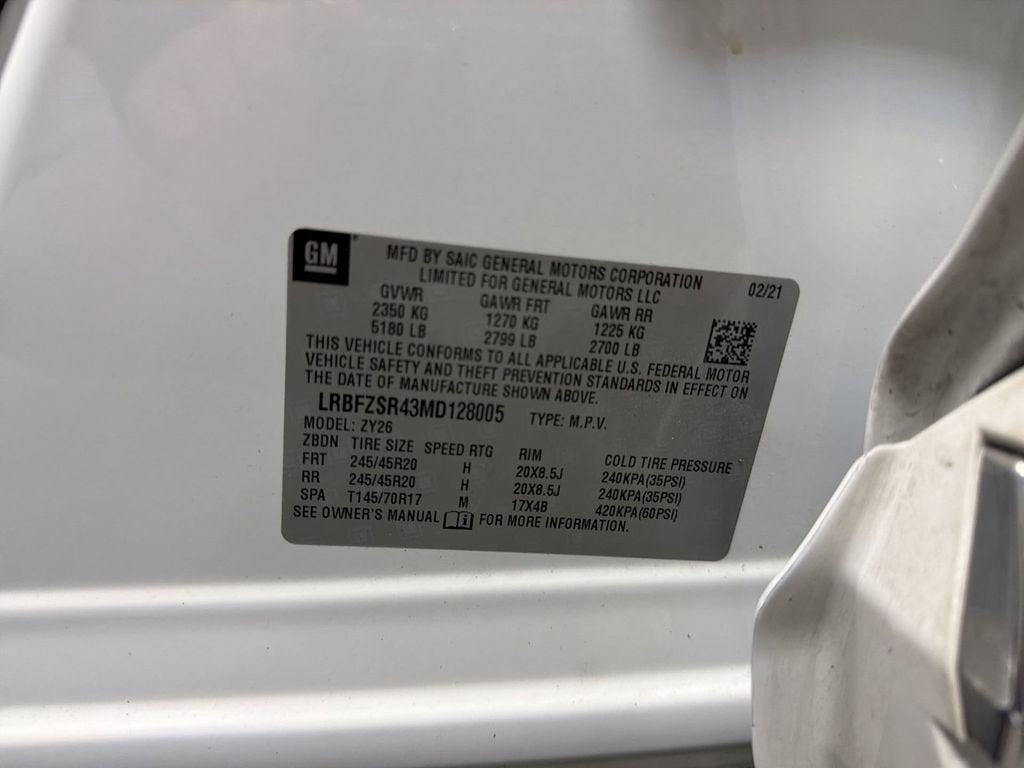 GM
MFD BY SAIC GENERAL MOTORS CORPORATION
LIMITED FOR GENERAL MOTORS LLC
02/21
GVWR GAWR FRT GAWR RR
2350 KG 1270 KG 1225 KG
5180 LB 2799 LB 2700 LB
THIS VEHICLE CONFORMS TO ALL APPLICABLE U.S. FEDERAL MOTOR
VEHICLE SAFETY AND THEFT PREVENTION STANDARDS IN EFFECT ON
THE DATE OF MANUFACTURE SHOWN ABOVE.
LRBFZSR43MD128005 TYPE: M.P.V.
MODEL: ZY26
ZBDN TIRE SIZE SPEED RTG RIM COLD TIRE PRESSURE
FRT 245/45R20 H 20X8.5J 240KPA(35PSI)
RR 245/45R20 H 20X8.5J 240KPA(35PSI)
SPA T145/70R17 M 17X4B 420KPA(60PSI)
SEE OWNER'S MANUAL FOR MORE INFORMATION.